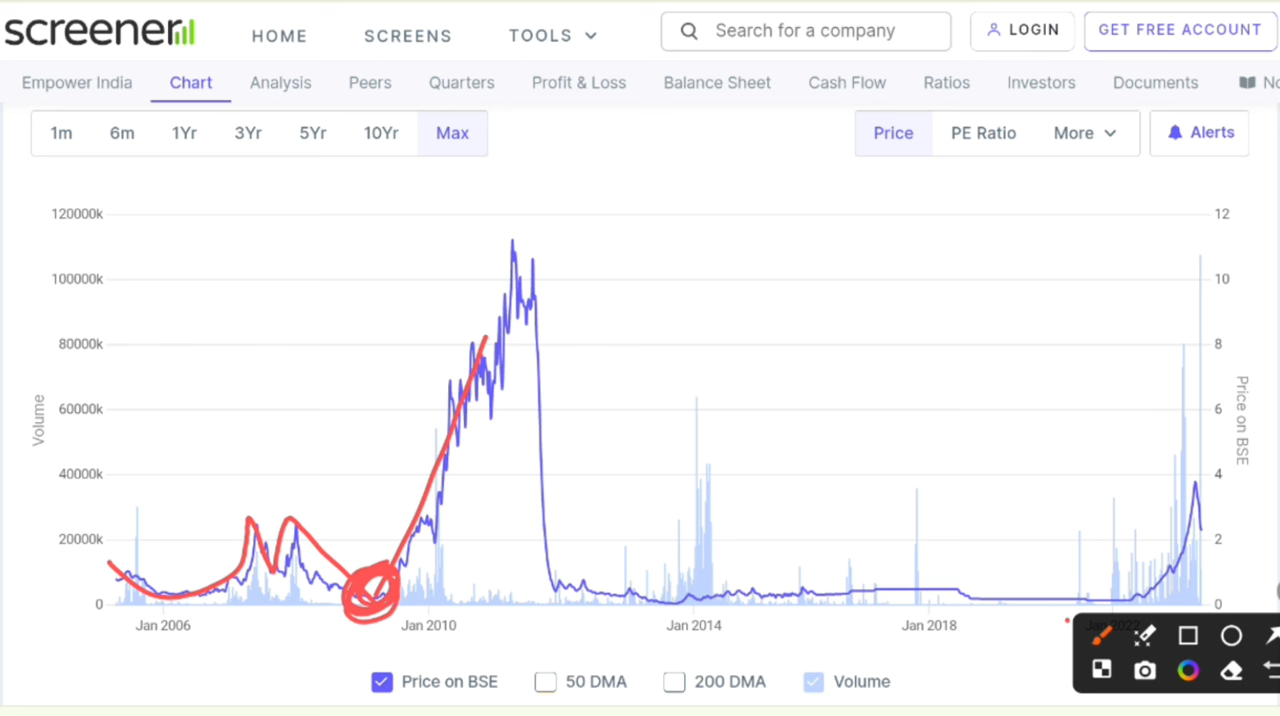 screener HOME SCREENS TOOLS Search for a company LOGIN GET FREE ACCOUNT
Empower India Chart Analysis Peers Quarters Profit & Loss Balance Sheet Cash Flow Ratios Investors Documents
1m 6m 1Yr 3Yr 5Yr 10Yr Max Price PE Ratio More Alerts
120000k 12
100000k 10
80000k 8
60000k 6
40000k 4
20000k 2
0 0
Volume
Price on BSE
Jan 2006 Jan 2010 Jan 2014 Jan 2018 Jan 2022
Price on BSE 50 DMA 200 DMA Volume